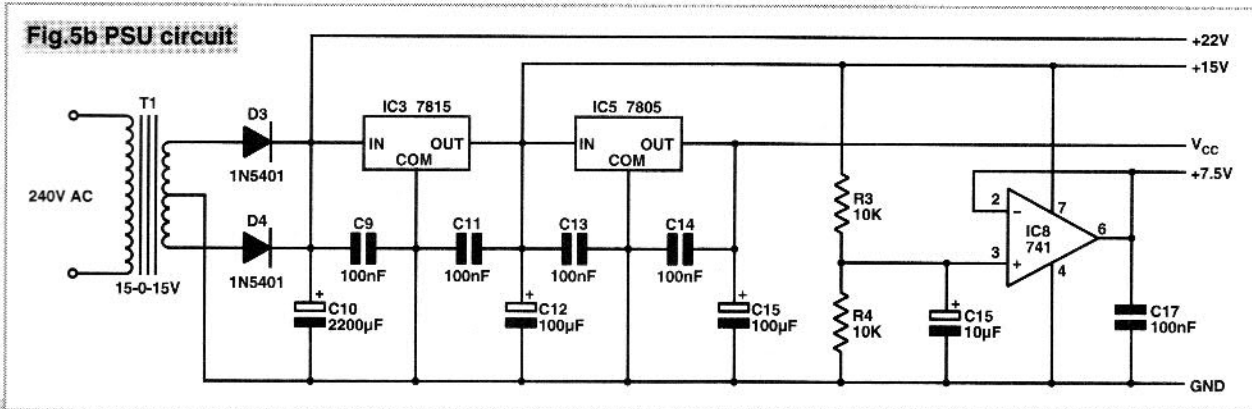 Fig.5b PSU circuit
+22V
+15V
T1
D3
IC3 7815
IC5 7805
IN
OUT
COM
IN
OUT
COM
1N5401
V_CC
+7.5V
240V AC
D4
C9
C11
C13
C14
R3
10K
2
−
7
IC8
741
6
3
+
4
1N5401
100nF
100nF
100nF
100nF
15-0-15V
+
C10
2200µF
+
C12
100µF
+
C15
100µF
R4
10K
+
C15
10µF
C17
100nF
GND